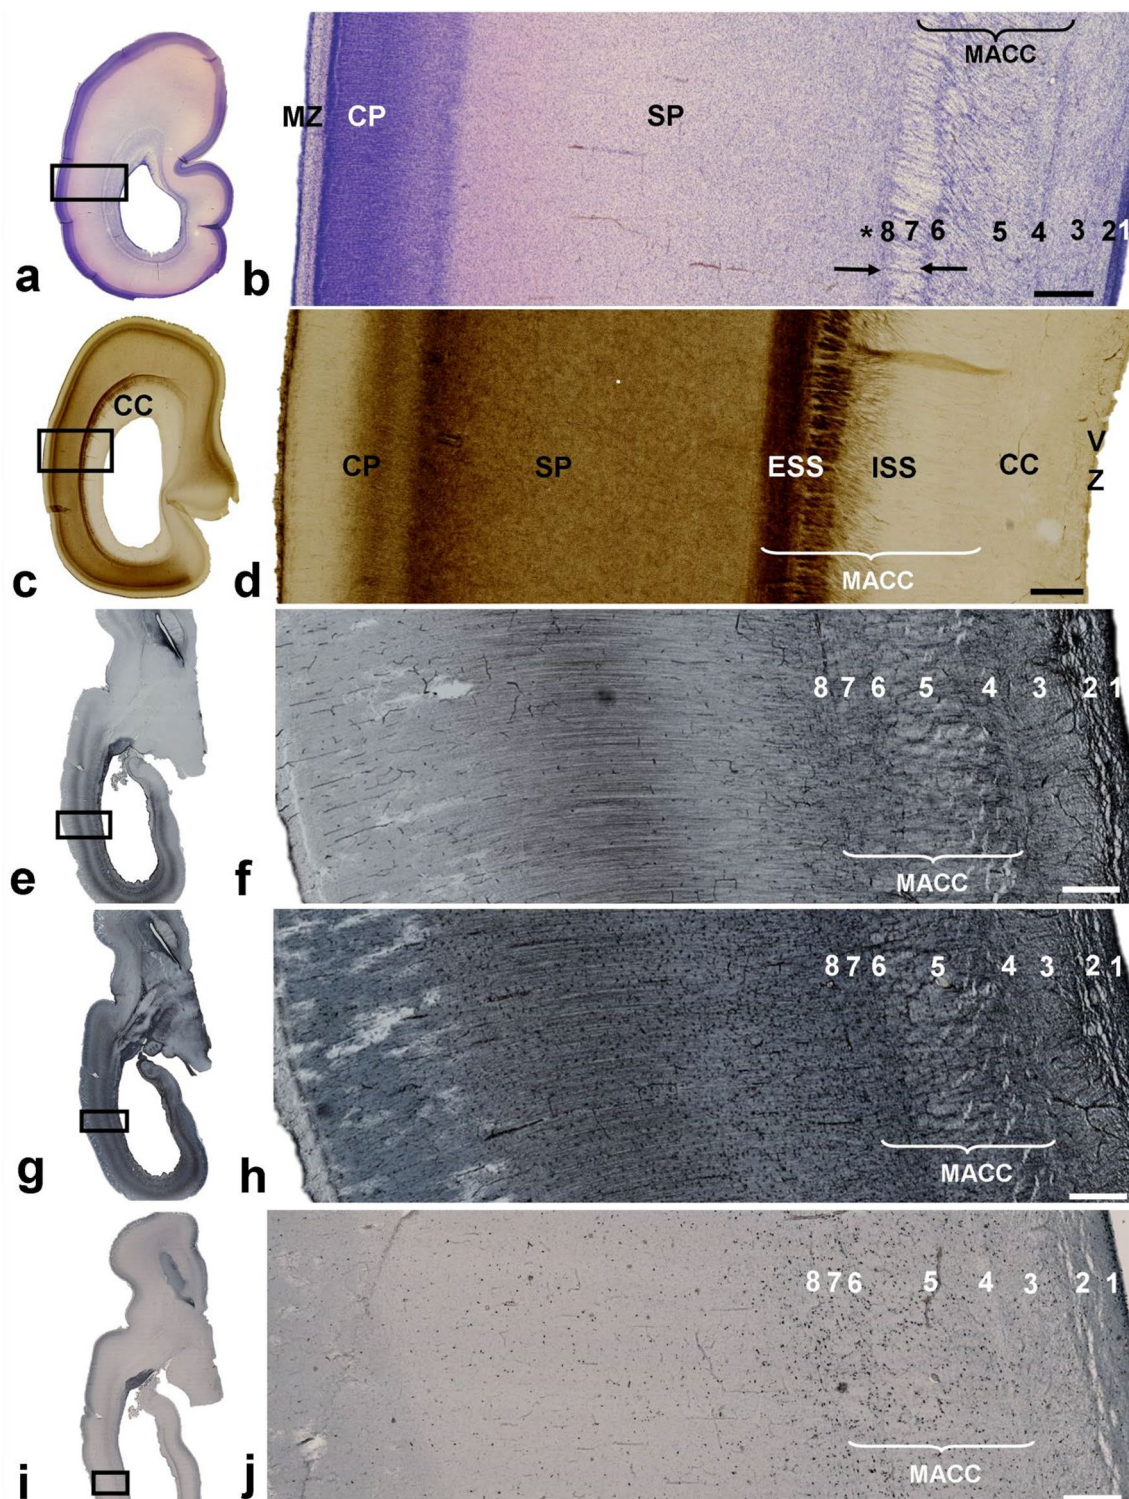 MACC
MZ CP SP
* 8 7 6 5 4 3 2 1
a b
CC
CP SP ESS ISS CC V
Z
MACC
c d
8 7 6 5 4 3 2 1
MACC
e f
8 7 6 5 4 3 2 1
MACC
g h
8 7 6 5 4 3 2 1
MACC
i j